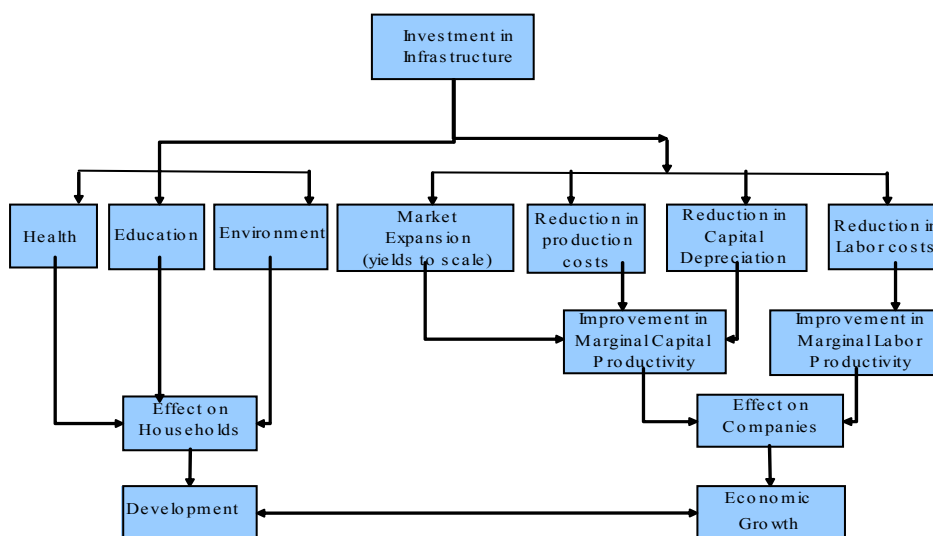 Investment in
Infrastructure
Health
Education
Environment
Market
Expansion
(yields to scale)
Reduction in
production
costs
Reduction in
Capital
Depreciation
Reduction in
Labor costs
Improvement in
Marginal Capital
Productivity
Improvement in
Marginal Labor
Productivity
Effect on
Households
Effect on
Companies
Development
Economic
Growth